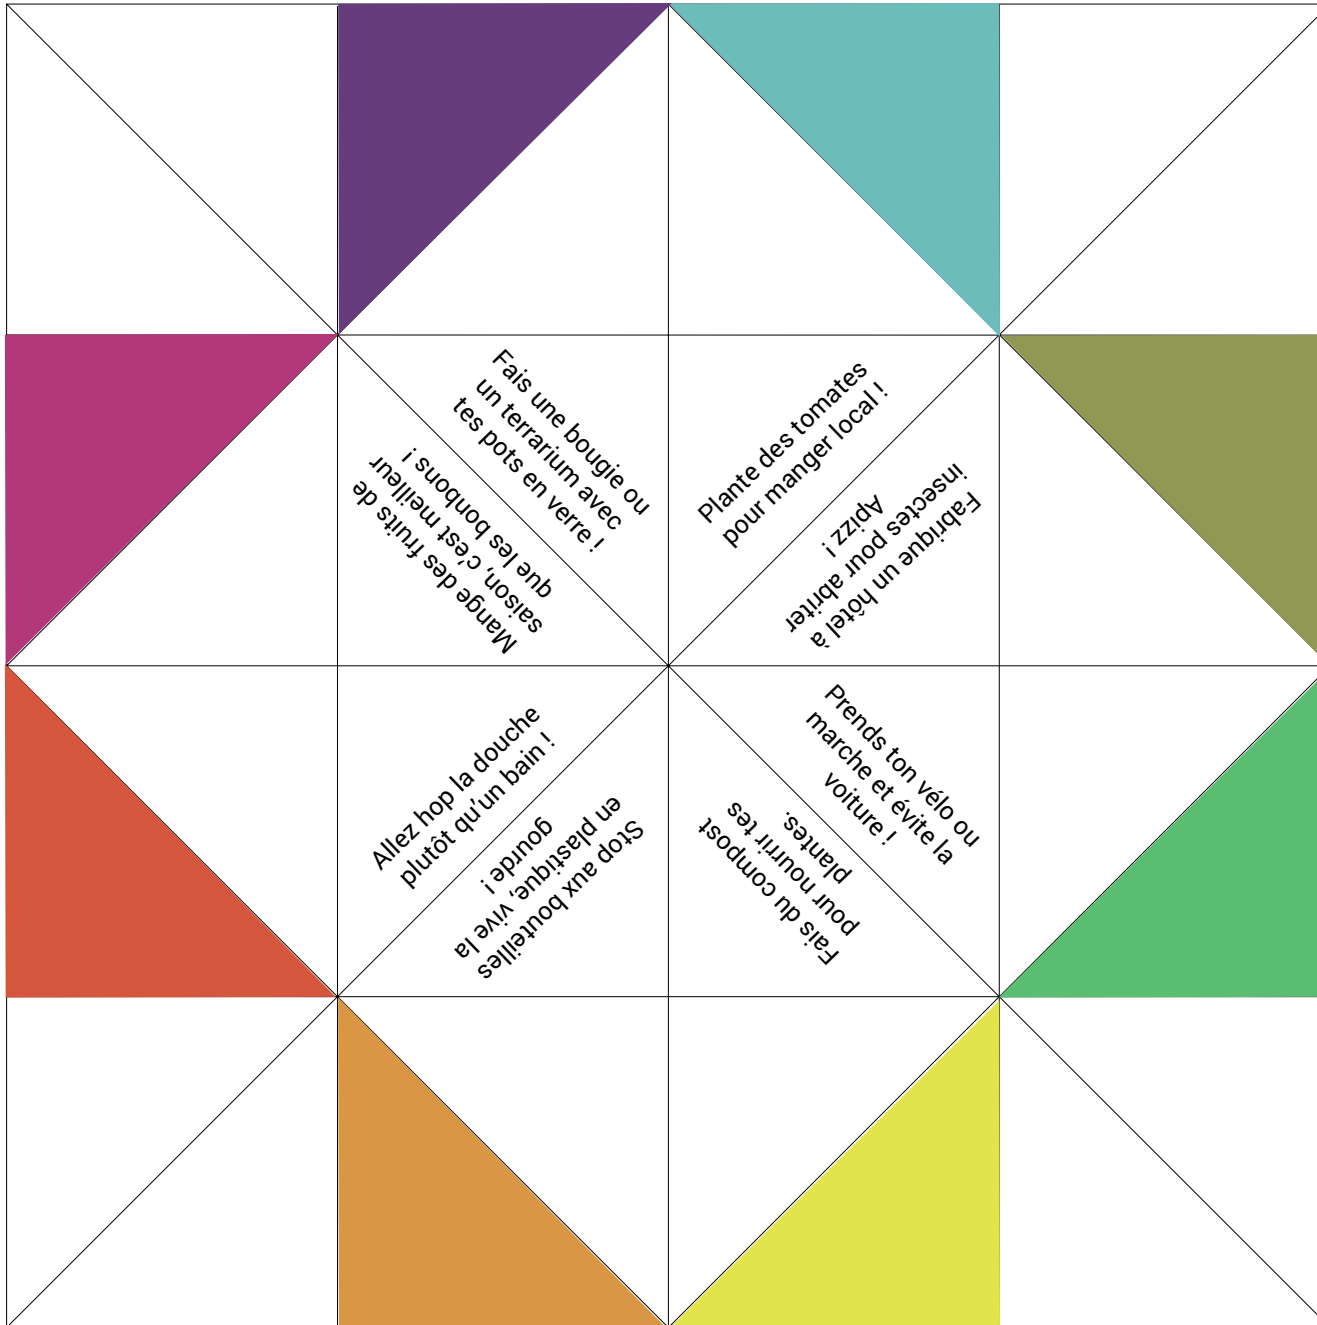 Fais une bougie ou
un terrarium avec
tes pots en verre !
Plante des tomates
pour manger local !
Mange des fruits de
saison, c'est meilleur
que les bonbons !
Fabrique un hôtel à
insectes pour abriter
Apizz !
Allez hop la douche
plutôt qu'un bain !
Prends ton vélo ou
marche et évite la
voiture !
Stop aux bouteilles
en plastique, vive la
gourde !
Fais du compost
pour nourrir tes
plantes.